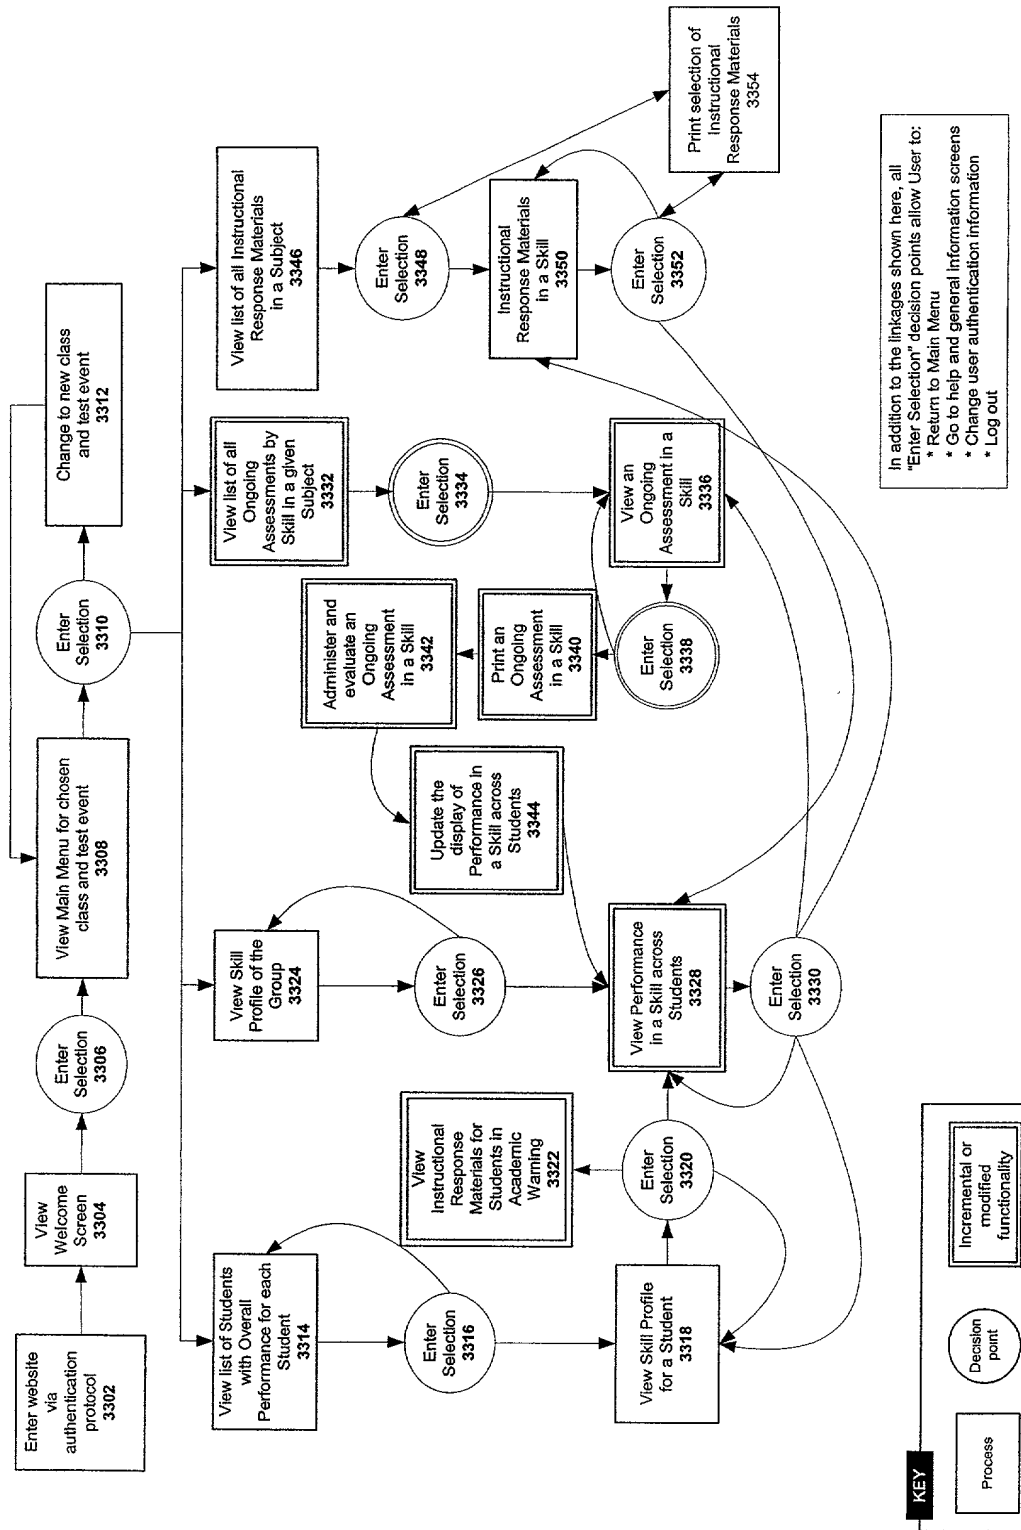 Enter website
via
authentication
protocol
3302
View
Welcome
Screen
3304
Enter
Selection
3306
View Main Menu for chosen
class and test event
3308
Enter
Selection
3310
Change to new class
and test event
3312
View list of Students
with Overall
Performance for each
Student
3314
Enter
Selection
3316
View Skill Profile
for a Student
3318
Enter
Selection
3320
View
Instructional
Response
Materials for
Students in
Academic
Warning
3322
View Skill
Profile of the
Group
3324
Enter
Selection
3326
View Performance
in a Skill across
Students
3328
Enter
Selection
3330
View list of all
Ongoing
Assessments by
Skill in a given
Subject
3332
Enter
Selection
3334
View an
Ongoing
Assessment in a
Skill
3336
Enter
Selection
3338
Print an
Ongoing
Assessment
in a Skill
3340
Administer and
evaluate an
Ongoing
Assessment
in a Skill
3342
Update the
display of
Performance in
a Skill across
Students
3344
View list of all Instructional
Response Materials
in a Subject
3346
Enter
Selection
3348
Instructional
Response Materials
in a Skill
3350
Enter
Selection
3352
Print selection of
Instructional
Response Materials
3354
In addition to the linkages shown here, all
"Enter Selection" decision points allow User to:
* Return to Main Menu
* Go to help and general information screens
* Change user authentication information
* Log out
KEY
Process
Decision
point
Incremental or
modified
functionality